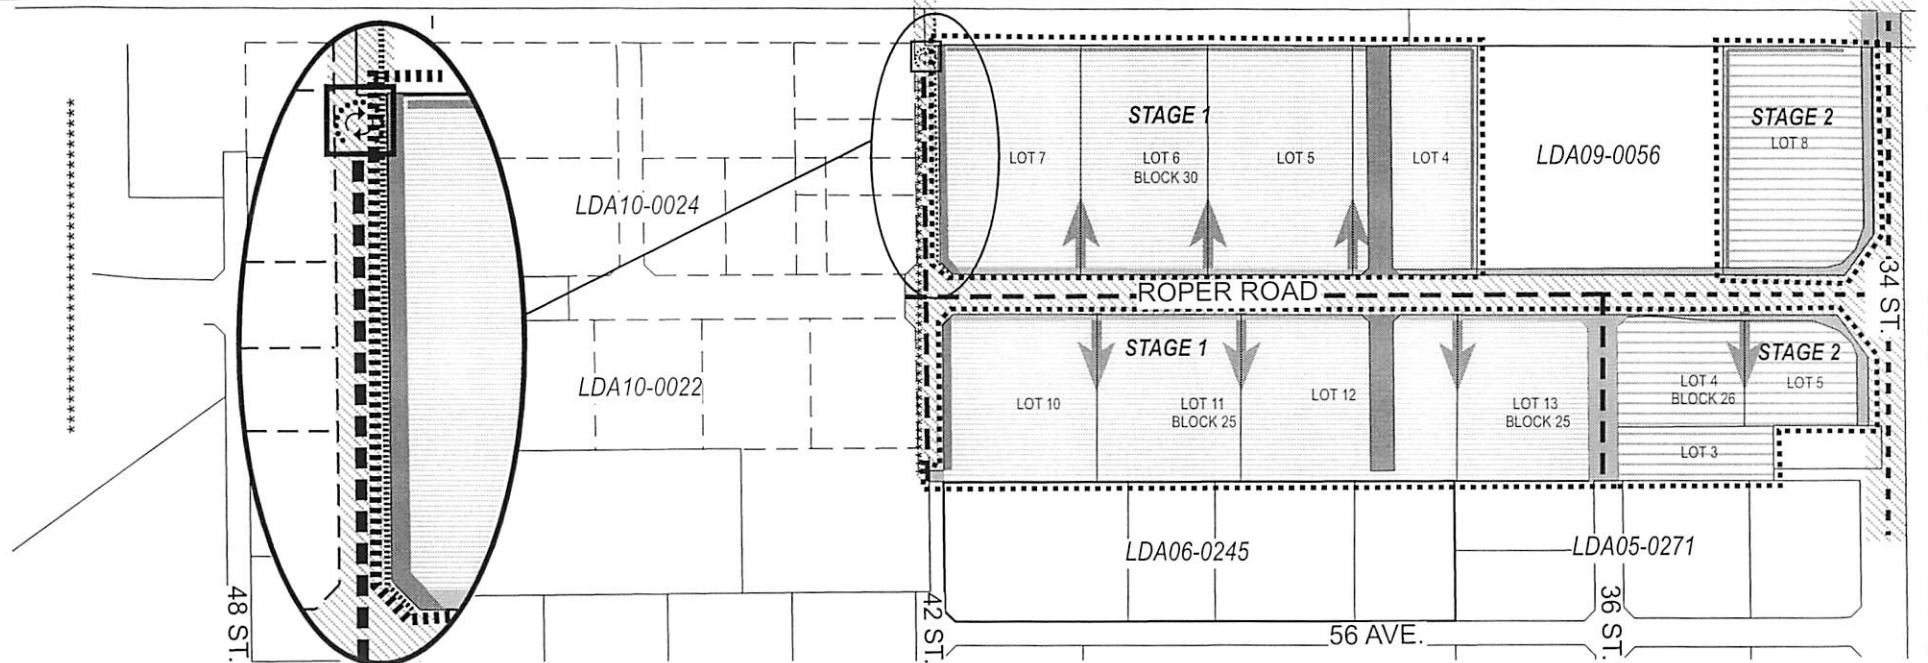 STAGE 1
LOT 7
LOT 6
BLOCK 30
LOT 5
LOT 4
LDA09-0056
STAGE 2
LOT 8
LDA10-0024
34 ST.
ROPER ROAD
STAGE 1
STAGE 2
LDA10-0022
LOT 10
LOT 11
BLOCK 25
LOT 12
LOT 13
BLOCK 25
LOT 4
BLOCK 26
LOT 5
LOT 3
LDA06-0245
LDA05-0271
48 ST.
42 ST.
36 ST.
56 AVE.